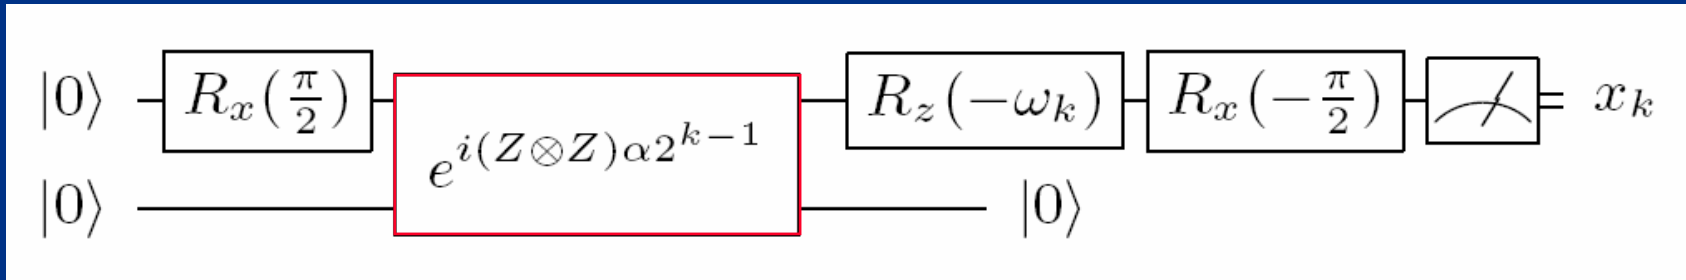 |0⟩ R_x(π/2) e^{i(Z⊗Z)α2^{k−1}} R_z(−ω_k) R_x(−π/2) x_k
|0⟩ |0⟩